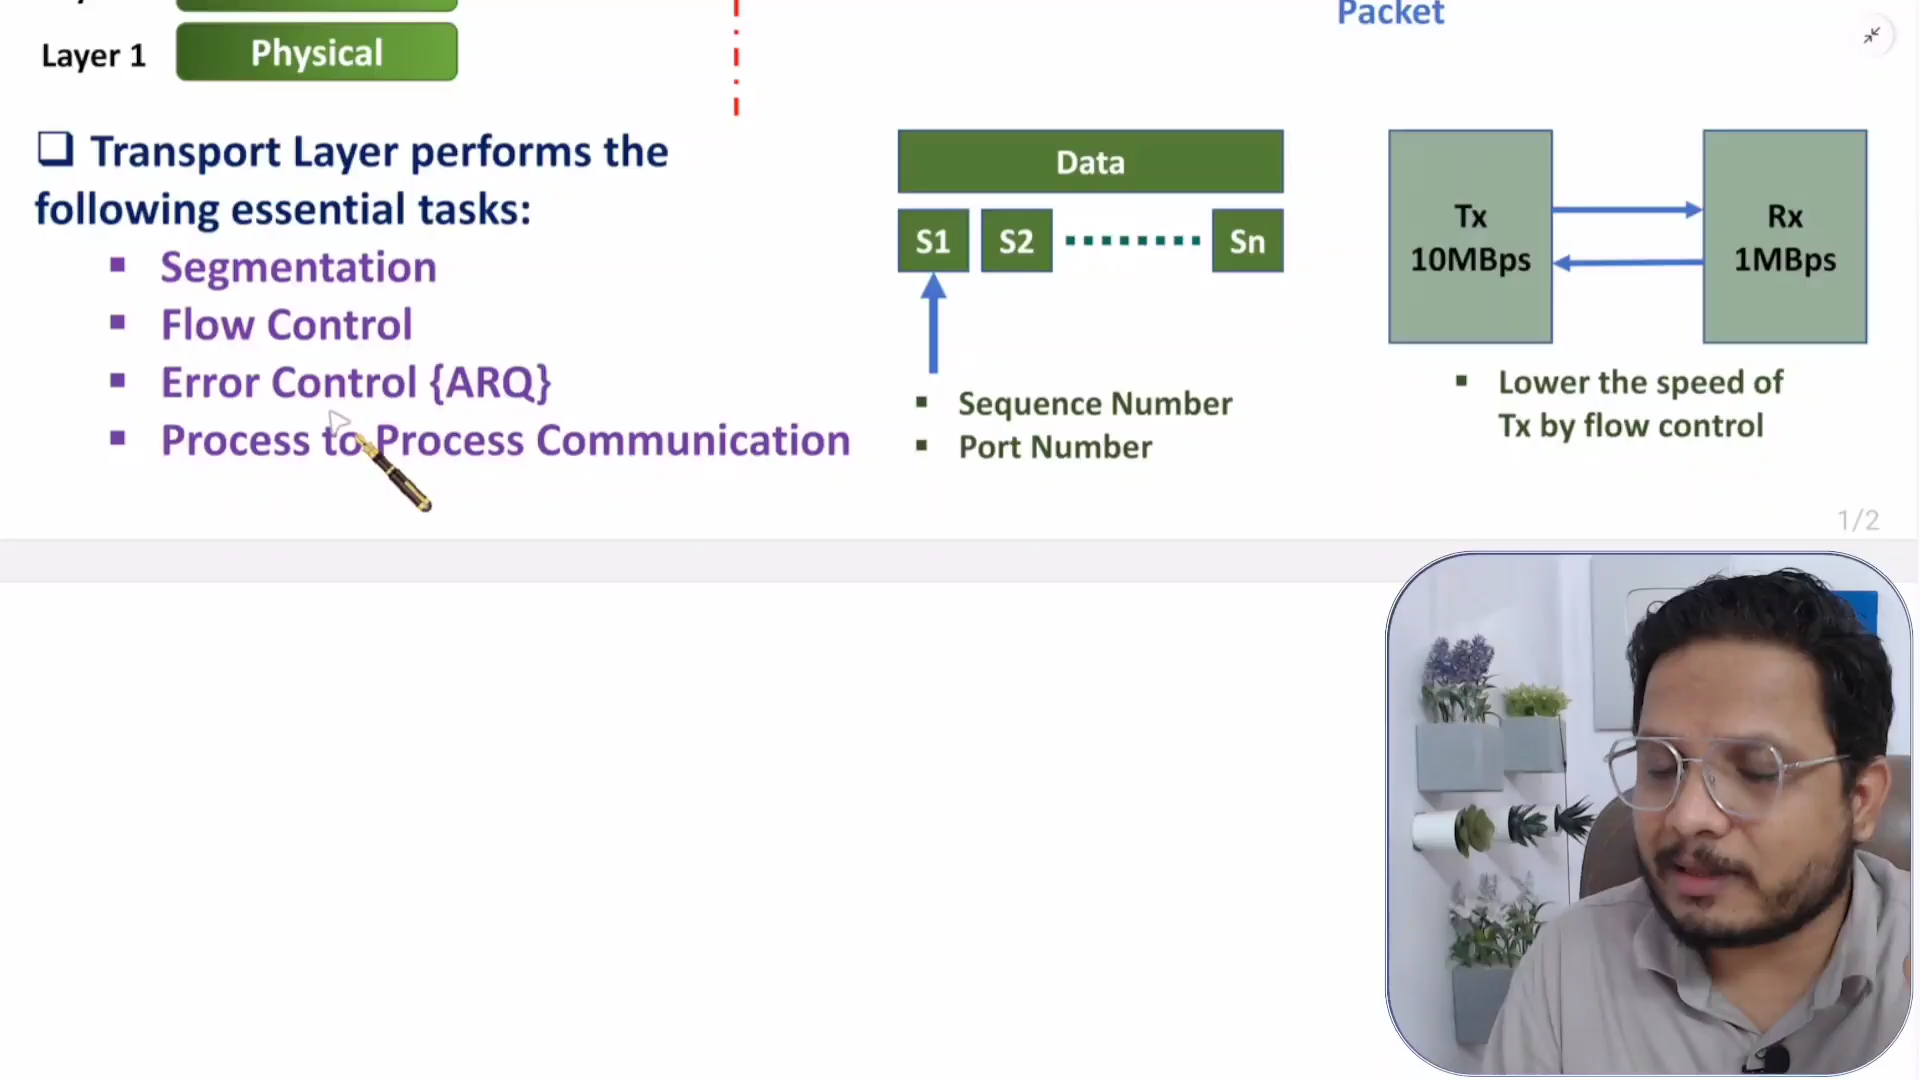 Packet
Layer 1
Physical
❑ Transport Layer performs the
following essential tasks:
▪ Segmentation
▪ Flow Control
▪ Error Control {ARQ}
▪ Process to Process Communication
Data
S1
S2
Sn
▪ Sequence Number
▪ Port Number
Tx
10MBps
Rx
1MBps
▪ Lower the speed of
Tx by flow control
1/2